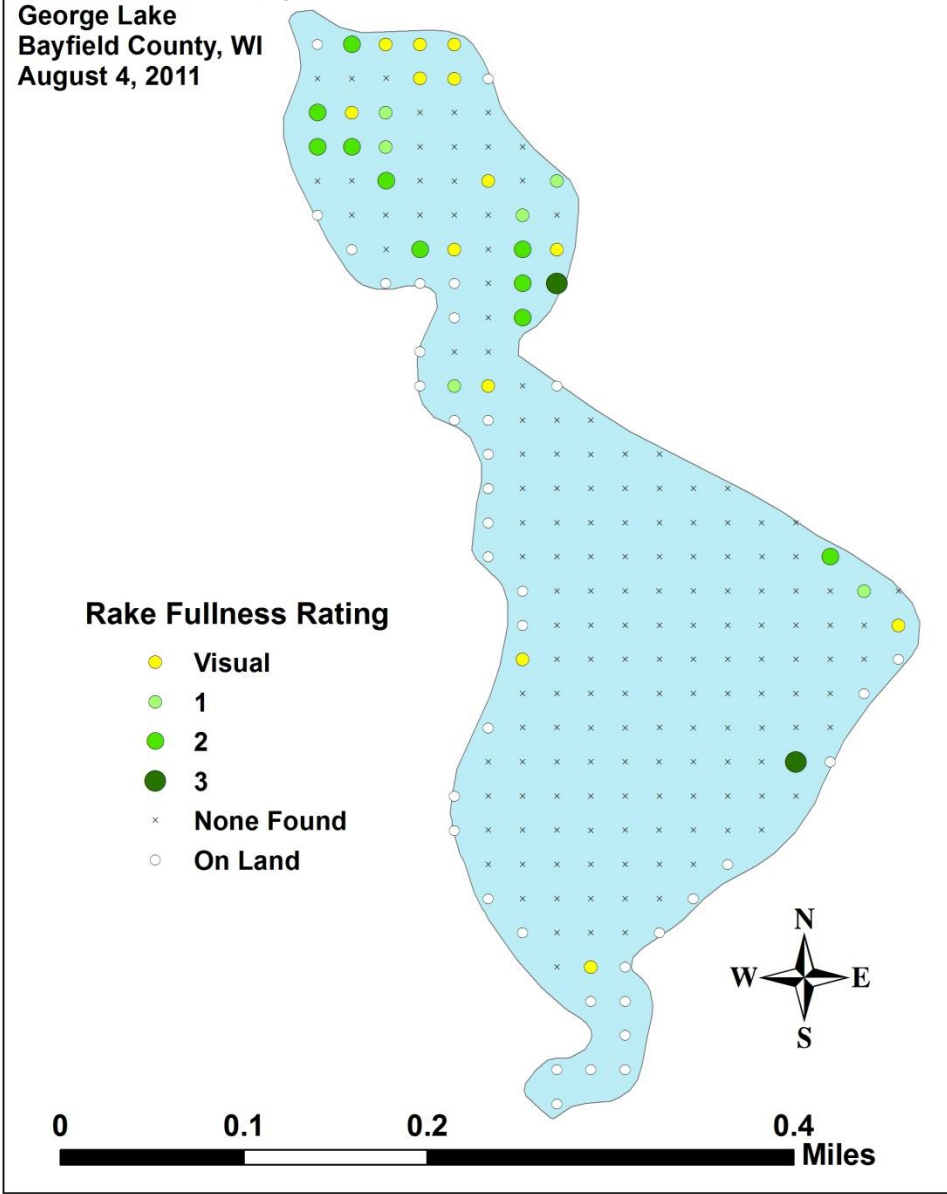 George Lake
Bayfield County, WI
August 4, 2011
Rake Fullness Rating
Visual
1
2
3
None Found
On Land
N
W E
S
0 0.1 0.2 0.4
Miles